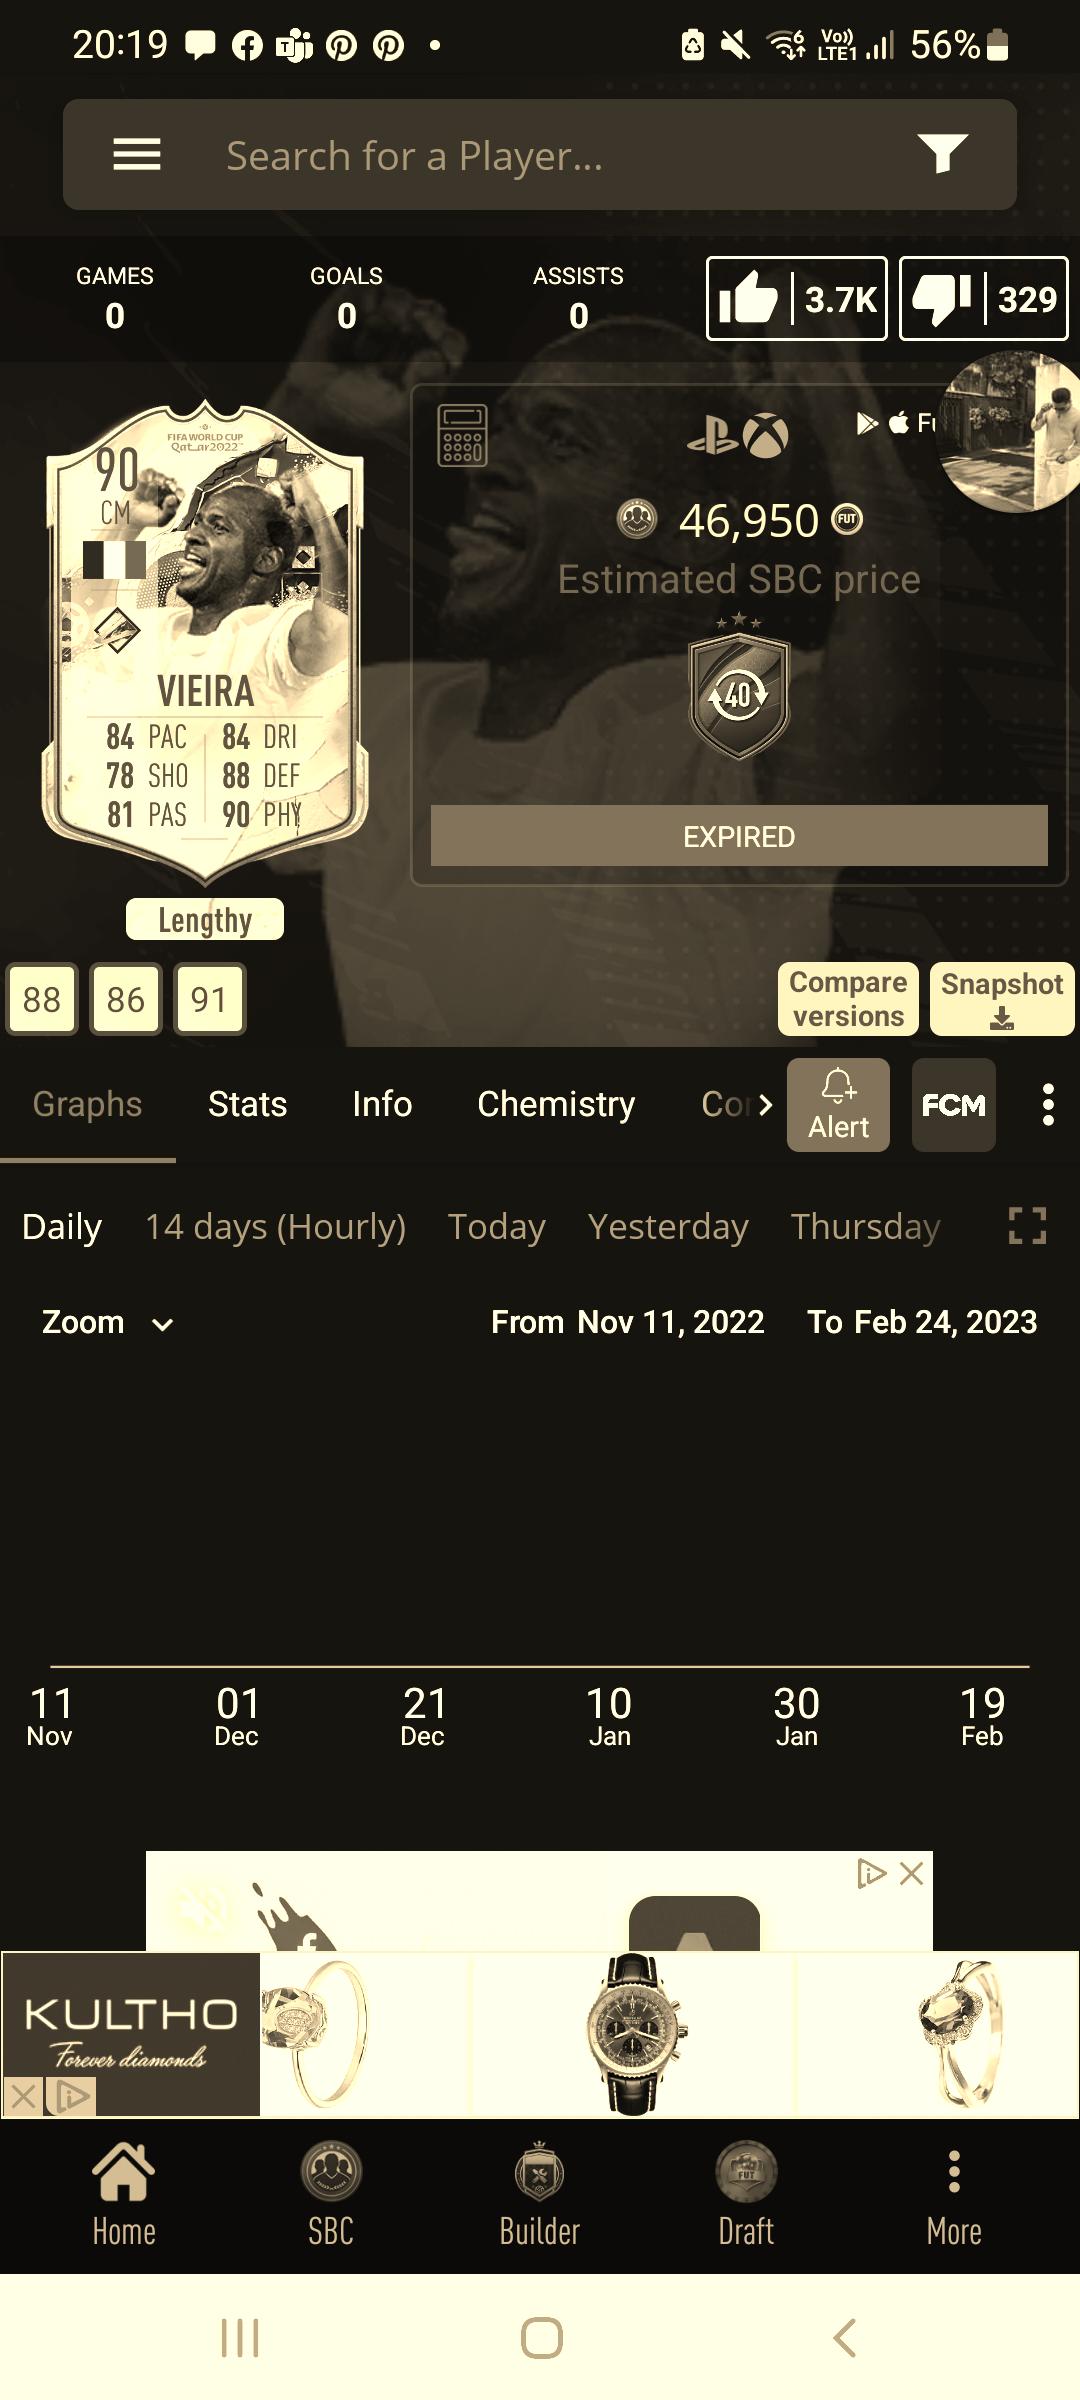 20:19
Vo))
LTE1
6
56%
Search for a Player...
GAMES
0
GOALS
0
ASSISTS
0
3.7K
329
90
CM
FIFA WORLD CUP
Qatar2022
VIEIRA
84 PAC 84 DRI
78 SHO 88 DEF
81 PAS 90 PHY
Lengthy
46,950 FUT
Estimated SBC price
40
EXPIRED
88 86 91
Compare
versions
Snapshot
Graphs Stats Info Chemistry
Alert
FCM
Daily 14 days (Hourly) Today Yesterday Thursday
Zoom From Nov 11, 2022 To Feb 24, 2023
11 01 21 10 30 19
Nov Dec Dec Jan Jan Feb
KULTHO
Forever diamonds
FUT
Home SBC Builder Draft More